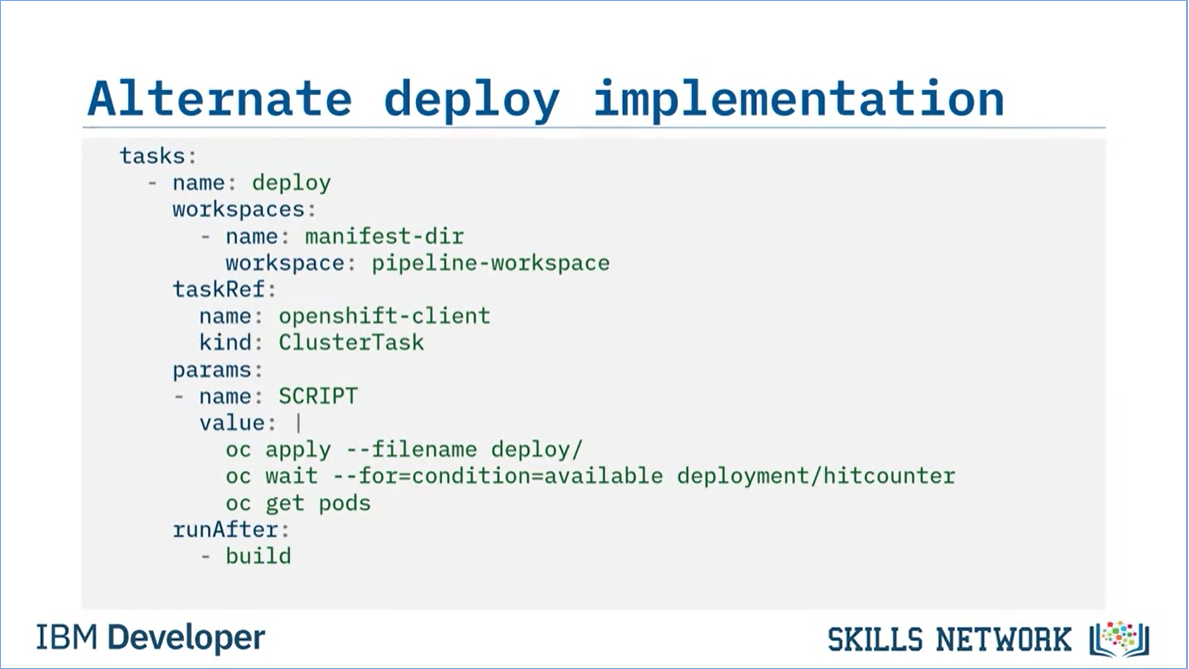 Alternate deploy implementation
tasks:
  - name: deploy
    workspaces:
      - name: manifest-dir
        workspace: pipeline-workspace
    taskRef:
      name: openshift-client
      kind: ClusterTask
    params:
    - name: SCRIPT
      value: |
        oc apply --filename deploy/
        oc wait --for=condition=available deployment/hitcounter
        oc get pods
    runAfter:
      - build
IBM Developer
SKILLS NETWORK